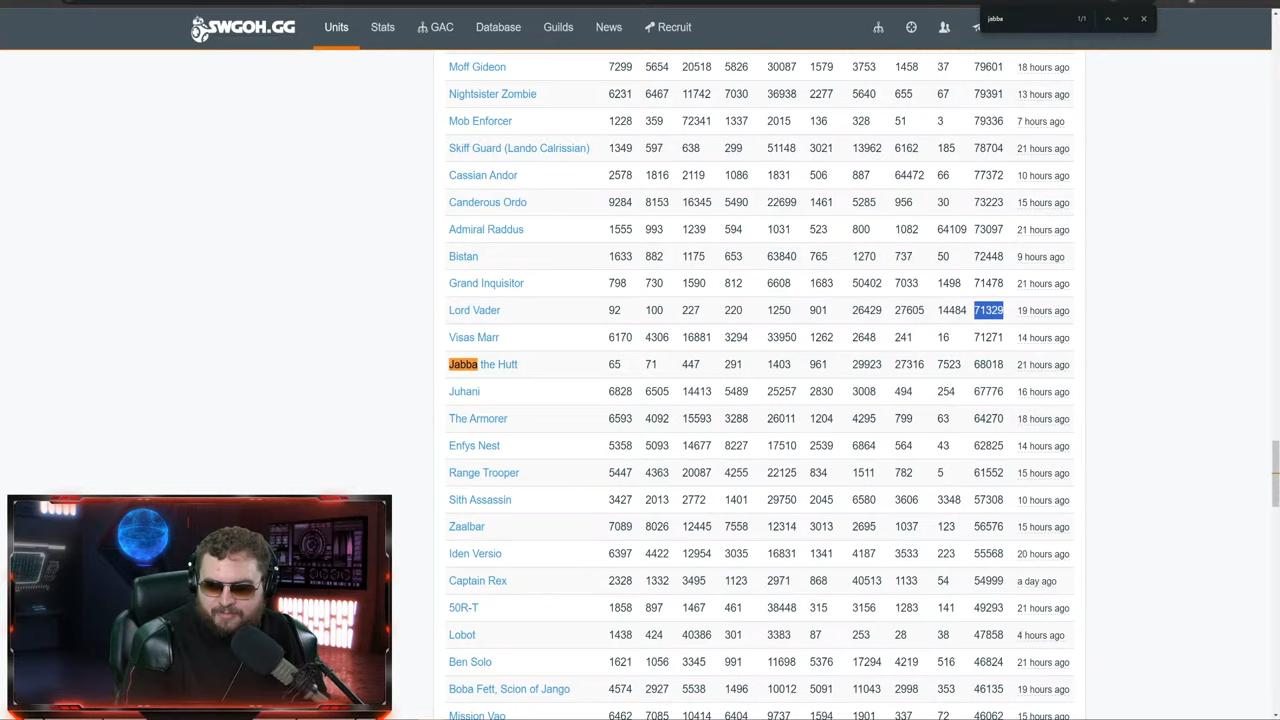 SWGOH.GG Units Stats GAC Database Guilds News Recruit
jabba 1/1
Moff Gideon 7299 5654 20518 5826 30087 1579 3753 1458 37 79601 18 hours ago
Nightsister Zombie 6231 6467 11742 7030 36938 2277 5640 655 67 79391 13 hours ago
Mob Enforcer 1228 359 72341 1337 2015 136 328 51 3 79336 7 hours ago
Skiff Guard (Lando Calrissian) 1349 597 638 299 51148 3021 13962 6162 185 78704 21 hours ago
Cassian Andor 2578 1816 2119 1086 1831 506 887 64472 66 77372 10 hours ago
Canderous Ordo 9284 8153 16345 5490 22699 1461 5285 956 30 73223 15 hours ago
Admiral Raddus 1555 993 1239 594 1031 523 800 1082 64109 73097 21 hours ago
Bistan 1633 882 1175 653 63840 765 1270 737 50 72448 9 hours ago
Grand Inquisitor 798 730 1590 812 6608 1683 50402 7033 1498 71478 21 hours ago
Lord Vader 92 100 227 220 1250 901 26429 27605 14484 71329 19 hours ago
Visas Marr 6170 4306 16881 3294 33950 1262 2648 241 16 71271 14 hours ago
Jabba the Hutt 65 71 447 291 1403 961 29923 27316 7523 68018 21 hours ago
Juhani 6828 6505 14413 5489 25257 2830 3008 494 254 67776 16 hours ago
The Armorer 6593 4092 15593 3288 26011 1204 4295 799 63 64270 18 hours ago
Enfys Nest 5358 5093 14677 8227 17510 2539 6864 564 43 62825 14 hours ago
Range Trooper 5447 4363 20087 4255 22125 834 1511 782 5 61552 15 hours ago
Sith Assassin 3427 2013 2772 1401 29750 2045 6580 3606 3348 57308 10 hours ago
Zaalbar 7089 8026 12445 7558 12314 3013 2695 1037 123 56576 15 hours ago
Iden Versio 6397 4422 12954 3035 16831 1341 4187 3533 223 55568 20 hours ago
Captain Rex 2328 1332 3495 1123 2971 868 40513 1133 54 54999 a day ago
50R-T 1858 897 1467 461 38448 315 3156 1283 141 49293 21 hours ago
Lobot 1438 424 40386 301 3383 87 253 28 38 47858 4 hours ago
Ben Solo 1621 1056 3345 991 11698 5376 17294 4219 516 46824 21 hours ago
Boba Fett, Scion of Jango 4574 2927 5538 1496 10012 5091 11043 2998 353 46135 19 hours ago
Mission Vao 6462 7085 10414 6404 9737 1594 1901 337 72 46062 15 hours ago